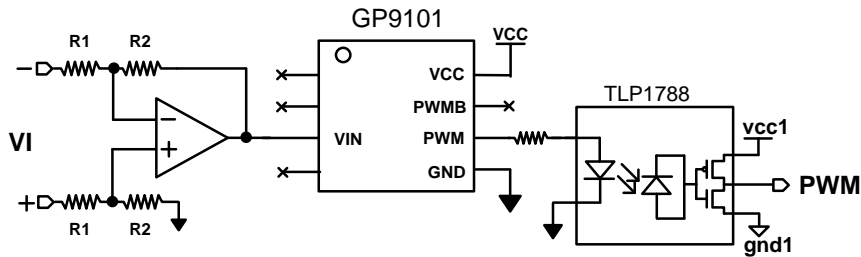 GP9101
R1
R2
VCC
VCC
TLP1788
PWMB
vcc1
VI
VIN
PWM
PWM
GND
R1
R2
gnd1